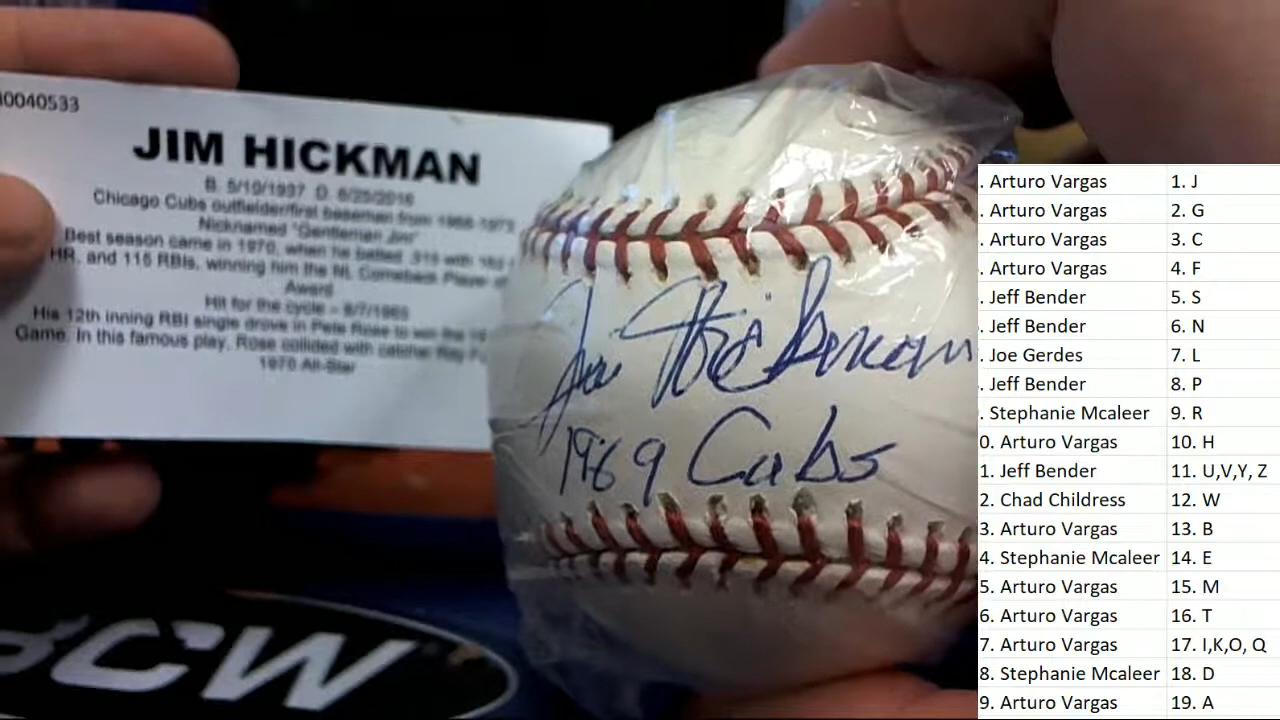 0040533
JIM HICKMAN
B. 5/10/1937 D. 6/25/2016
Chicago Cubs outfielder/first baseman from 1968-1973
Nicknamed "Gentleman Jim"
Best season came in 1970, when he batted .315 with
HR, and 115 RBIs, winning him the NL Comeback Player
Award
Hit for the cycle – 8/7/1963
His 12th inning RBI single drove in Pete Rose to win the
Game. In this famous play, Rose collided with catcher Ray
1970 All-Star
Jim Hickman
1969 Cubs
BCW
. Arturo Vargas 1. J
. Arturo Vargas 2. G
. Arturo Vargas 3. C
. Arturo Vargas 4. F
. Jeff Bender 5. S
. Jeff Bender 6. N
. Joe Gerdes 7. L
. Jeff Bender 8. P
. Stephanie Mcaleer 9. R
0. Arturo Vargas 10. H
1. Jeff Bender 11. U,V,Y, Z
2. Chad Childress 12. W
3. Arturo Vargas 13. B
4. Stephanie Mcaleer 14. E
5. Arturo Vargas 15. M
6. Arturo Vargas 16. T
7. Arturo Vargas 17. I,K,O, Q
8. Stephanie Mcaleer 18. D
9. Arturo Vargas 19. A